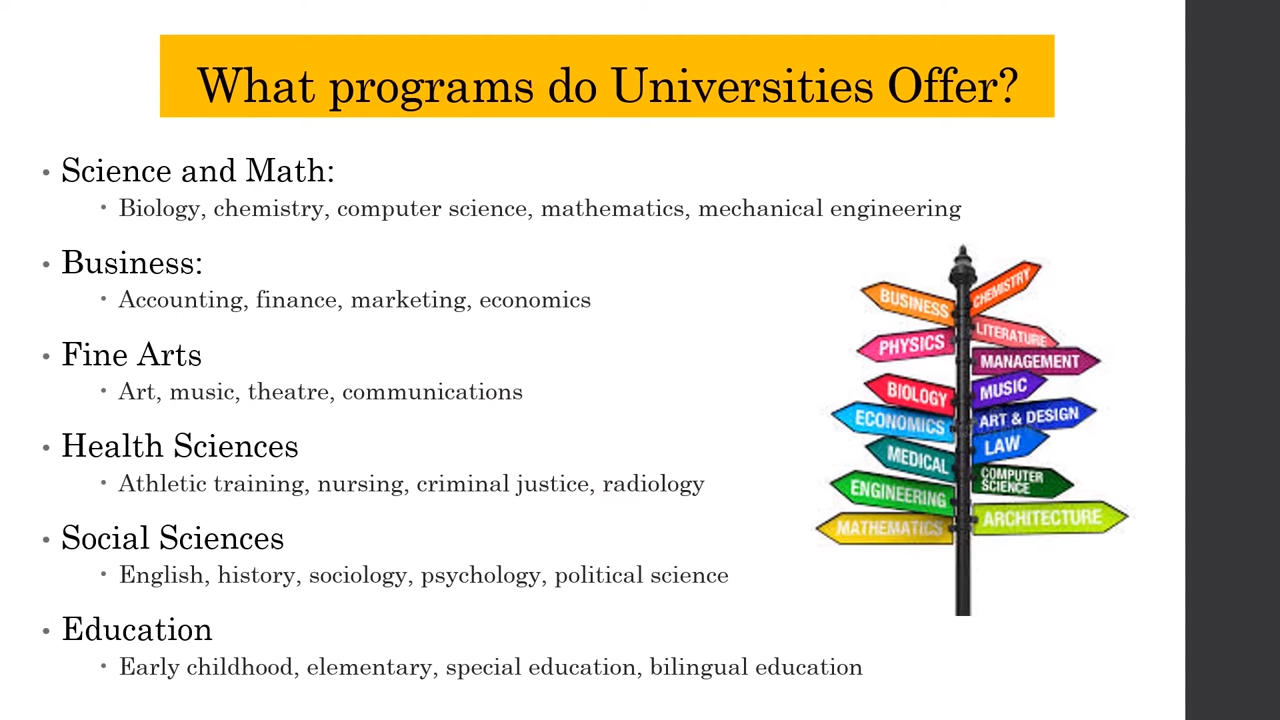 What programs do Universities Offer?
• Science and Math:
• Biology, chemistry, computer science, mathematics, mechanical engineering
• Business:
• Accounting, finance, marketing, economics
• Fine Arts
• Art, music, theatre, communications
• Health Sciences
• Athletic training, nursing, criminal justice, radiology
• Social Sciences
• English, history, sociology, psychology, political science
• Education
• Early childhood, elementary, special education, bilingual education
BUSINESS
CHEMISTRY
LITERATURE
PHYSICS
MANAGEMENT
BIOLOGY
MUSIC
ECONOMICS
ART & DESIGN
LAW
MEDICAL
COMPUTER
SCIENCE
ENGINEERING
MATHEMATICS
ARCHITECTURE